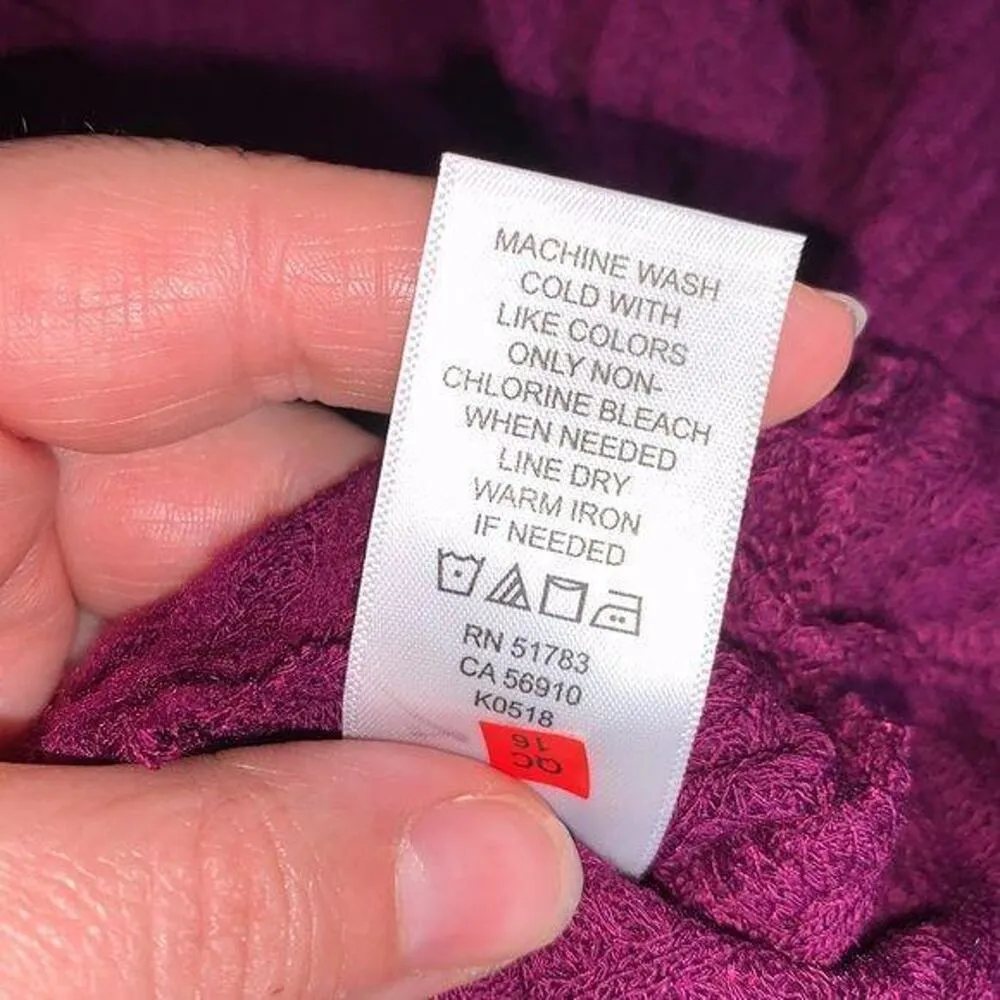 MACHINE WASH
COLD WITH
LIKE COLORS
ONLY NON-
CHLORINE BLEACH
WHEN NEEDED
LINE DRY
WARM IRON
IF NEEDED
RN 51783
CA 56910
K0518
QC
16